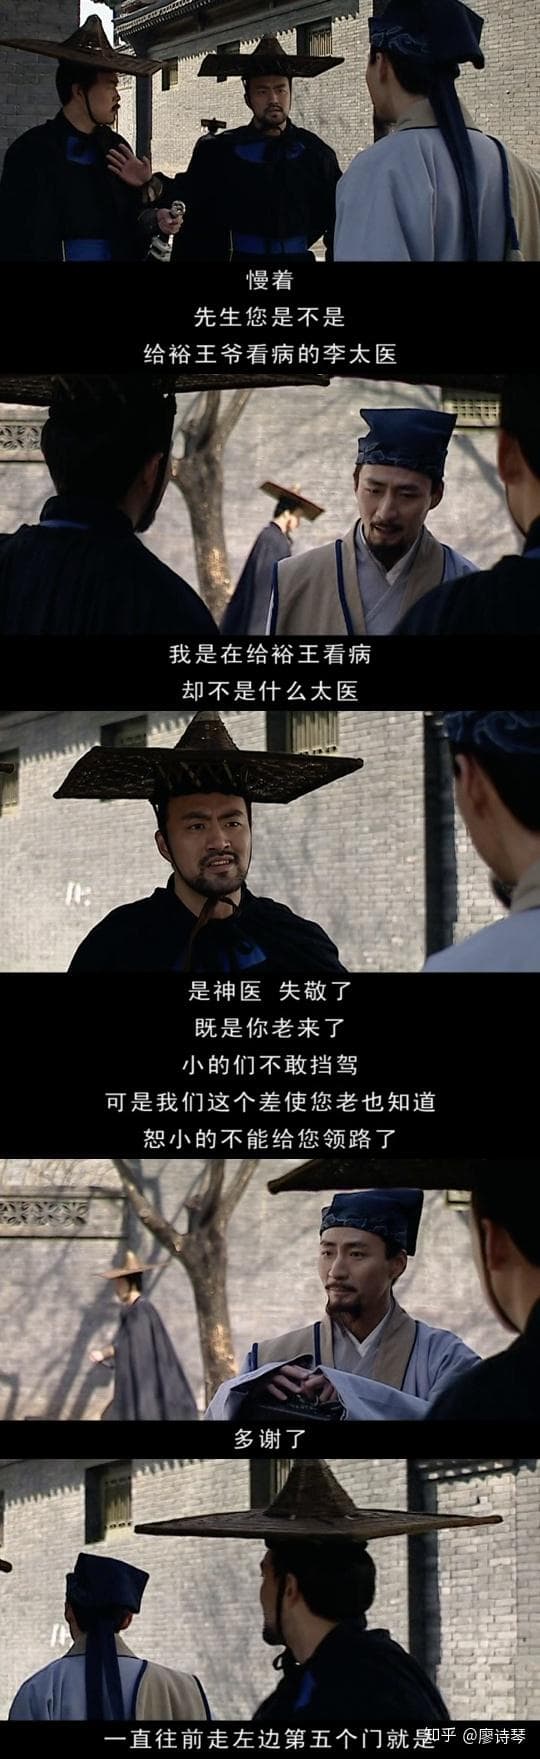 慢着
先生您是不是
给裕王爷看病的李太医
我是在给裕王看病
却不是什么太医
是神医 失敬了
既是你老来了
小的们不敢挡驾
可是我们这个差使您老也知道
恕小的不能给您领路了
多谢了
一直往前走左边第五个门就是
知乎 @廖诗琴